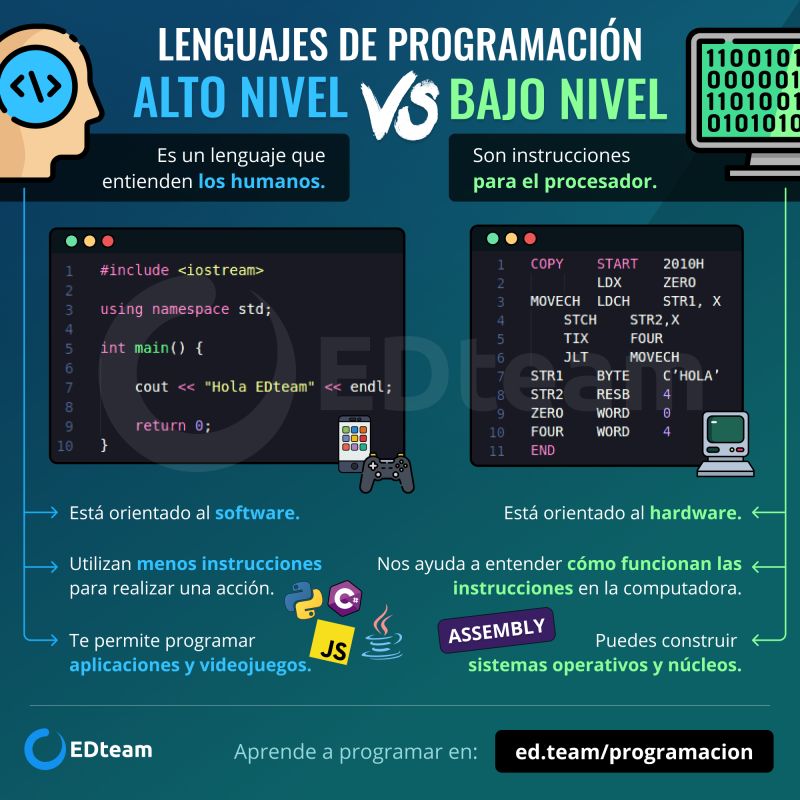 LENGUAJES DE PROGRAMACIÓN
ALTO NIVEL VS BAJO NIVEL
</>
1100101
000001
1101001
0101010
Es un lenguaje que
entienden los humanos.
Son instrucciones
para el procesador.
1 #include <iostream>
2
3 using namespace std;
4
5 int main() {
6
7 cout << "Hola EDteam" << endl;
8
9 return 0;
10 }
1 COPY START 2010H
2 LDX ZERO
3 MOVECH LDCH STR1, X
4 STCH STR2,X
5 TIX FOUR
6 JLT MOVECH
7 STR1 BYTE C'HOLA'
8 STR2 RESB 4
9 ZERO WORD 0
10 FOUR WORD 4
11 END
EDteam
Está orientado al software.
Utilizan menos instrucciones
para realizar una acción.
Te permite programar
aplicaciones y videojuegos.
C#
JS
Está orientado al hardware.
Nos ayuda a entender cómo funcionan las
instrucciones en la computadora.
ASSEMBLY
Puedes construir
sistemas operativos y núcleos.
EDteam
Aprende a programar en: ed.team/programacion